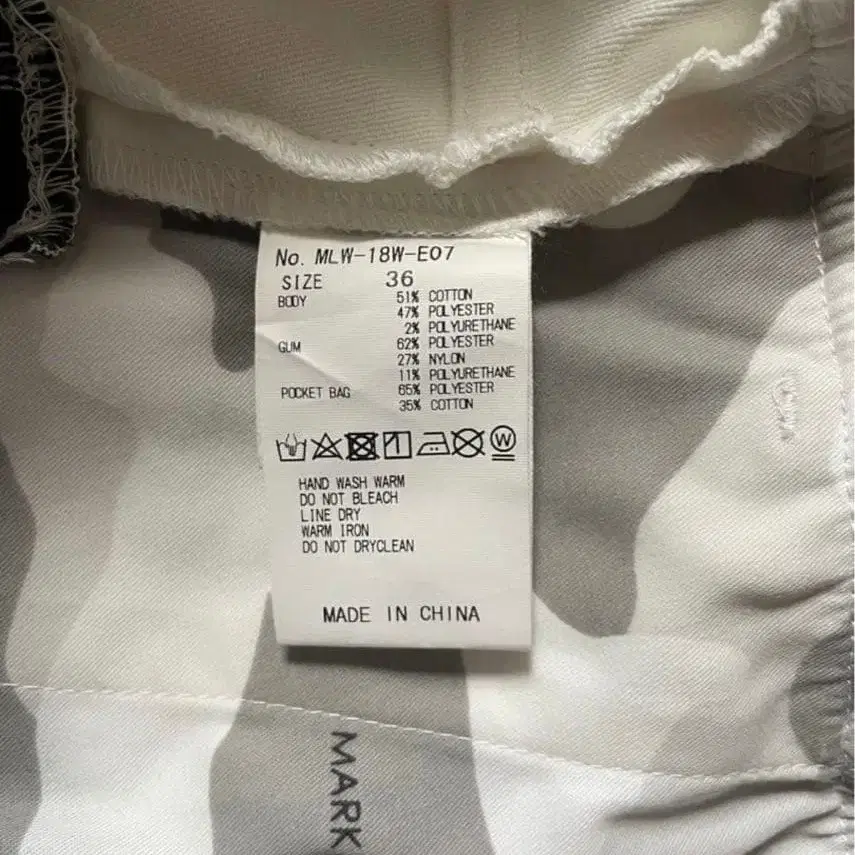 No. MLW-18W-E07
SIZE 36
BODY 51% COTTON
47% POLYESTER
2% POLYURETHANE
GUM 62% POLYESTER
27% NYLON
11% POLYURETHANE
POCKET BAG 65% POLYESTER
35% COTTON
W
HAND WASH WARM
DO NOT BLEACH
LINE DRY
WARM IRON
DO NOT DRYCLEAN
MADE IN CHINA
MARK